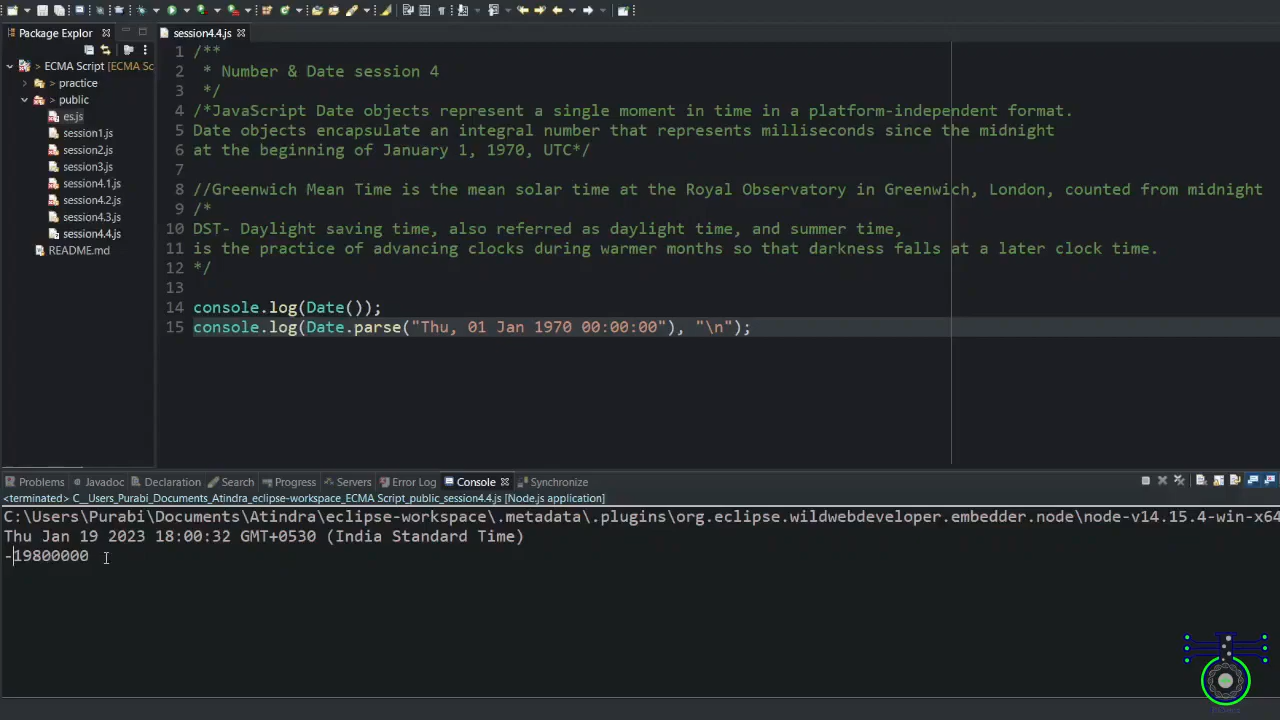 Package Explor
session4.4.js
> ECMA Script [ECMA Sc
> practice
> public
es.js
session1.js
session2.js
session3.js
session4.1.js
session4.2.js
session4.3.js
session4.4.js
README.md
1 /**
2 * Number & Date session 4
3 */
4 /*JavaScript Date objects represent a single moment in time in a platform-independent format.
5 Date objects encapsulate an integral number that represents milliseconds since the midnight
6 at the beginning of January 1, 1970, UTC*/
7
8 //Greenwich Mean Time is the mean solar time at the Royal Observatory in Greenwich, London, counted from midnight
9 /*
10 DST- Daylight saving time, also referred as daylight time, and summer time,
11 is the practice of advancing clocks during warmer months so that darkness falls at a later clock time.
12 */
13
14 console.log(Date());
15 console.log(Date.parse("Thu, 01 Jan 1970 00:00:00"), "\n");
Problems Javadoc Declaration Search Progress Servers Error Log Console Synchronize
<terminated> C__Users_Purabi_Documents_Atindra_eclipse-workspace_ECMA Script_public_session4.4.js [Node.js application]
C:\Users\Purabi\Documents\Atindra\eclipse-workspace\.metadata\.plugins\org.eclipse.wildwebdeveloper.embedder.node\node-v14.15.4-win-x64
Thu Jan 19 2023 18:00:32 GMT+0530 (India Standard Time)
-19800000